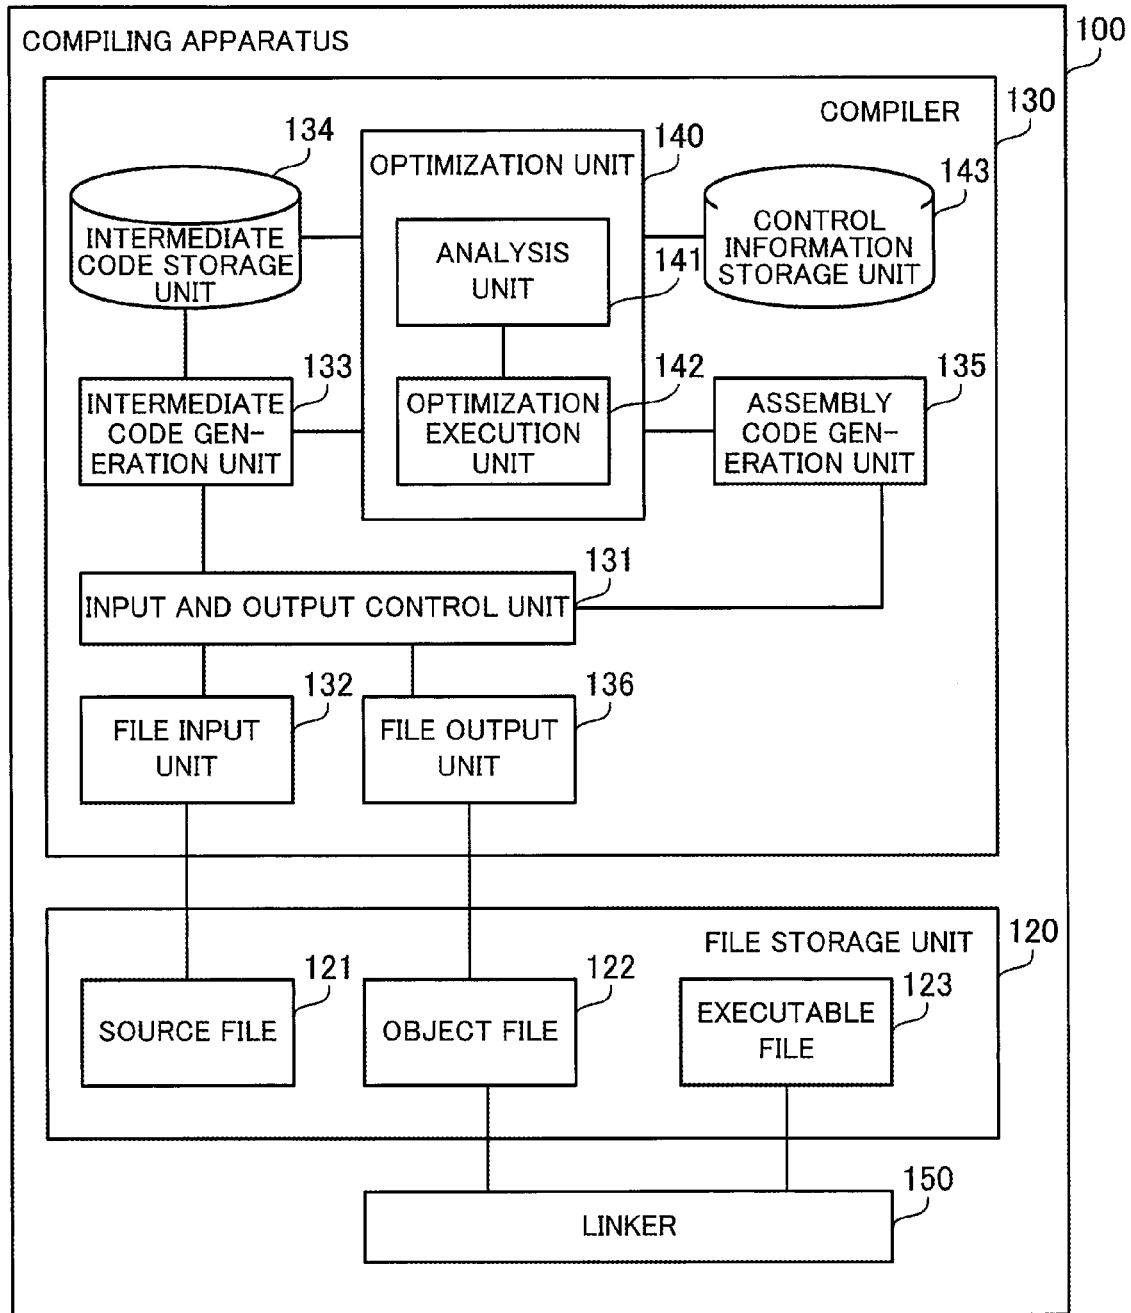 100
COMPILING APPARATUS
130
COMPILER
134
140
OPTIMIZATION UNIT
143
INTERMEDIATE
CODE STORAGE
UNIT
ANALYSIS
UNIT
141
CONTROL
INFORMATION
STORAGE UNIT
133
INTERMEDIATE
CODE GEN-
ERATION UNIT
142
OPTIMIZATION
EXECUTION
UNIT
135
ASSEMBLY
CODE GEN-
ERATION UNIT
131
INPUT AND OUTPUT CONTROL UNIT
132
FILE INPUT
UNIT
136
FILE OUTPUT
UNIT
FILE STORAGE UNIT
120
121
SOURCE FILE
122
OBJECT FILE
123
EXECUTABLE
FILE
150
LINKER